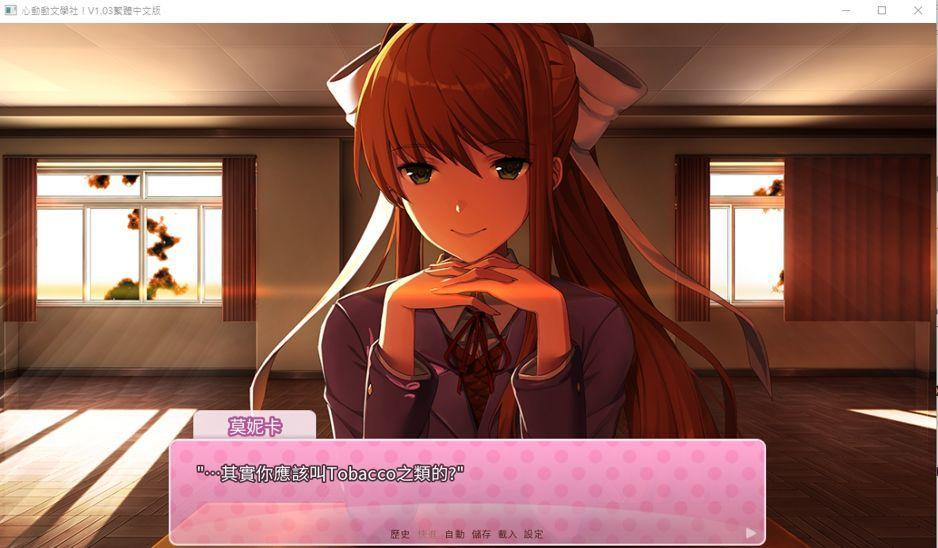 心動動文學社！V1.03繁體中文版
莫妮卡
"…其實你應該叫Tobacco之類的?"
歷史 快進 自動 儲存 載入 設定